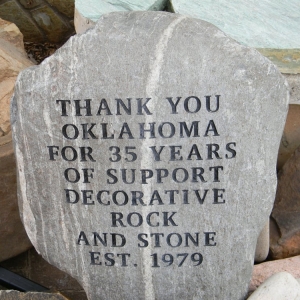 THANK YOU
OKLAHOMA
FOR 35 YEARS
OF SUPPORT
DECORATIVE
ROCK
AND STONE
EST. 1979